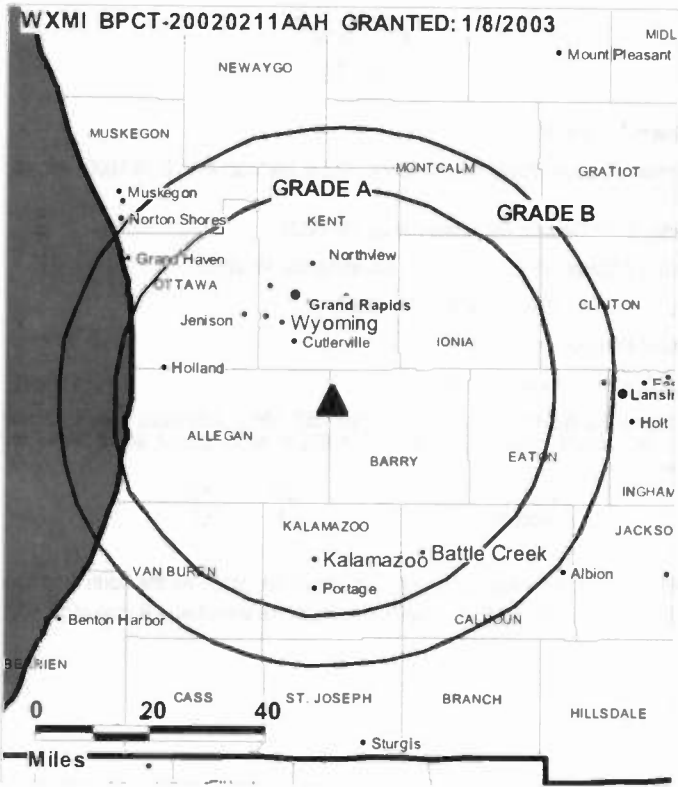 WXMI BPCT-20020211AAH GRANTED: 1/8/2003
MIDL
Mount Pleasant
NEWAYGO
MUSKEGON
MONTCALM
GRATIOT
GRADE A
Muskegon
KENT
GRADE B
Norton Shores
Northview
Grand Haven
OTTAWA
Grand Rapids
CLINTON
Jenison
Wyoming
Cutlerville
IONIA
Holland
Lansin
Holt
ALLEGAN
BARRY
EATON
INGHAM
KALAMAZOO
JACKSO
Kalamazoo
Battle Creek
VAN BUREN
Albion
Portage
Benton Harbor
CALHOUN
BERRIEN
CASS
ST. JOSEPH
BRANCH
HILLSDALE
0 20 40
Sturgis
Miles